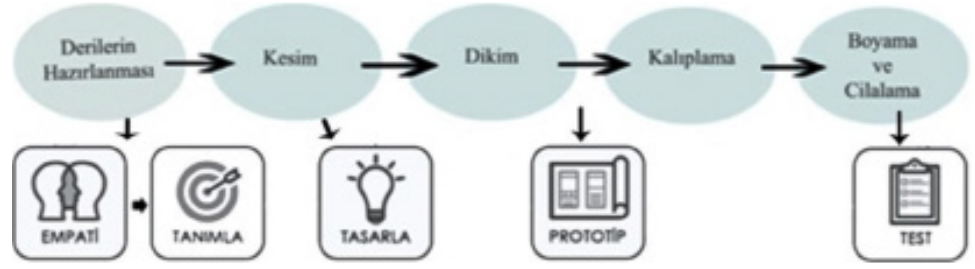 Derilerin
Hazırlanması
Kesim
Dikim
Kalıplama
Boyama
ve
Cilalama
EMPATİ
TANIMLA
TASARLA
PROTOTİP
TEST